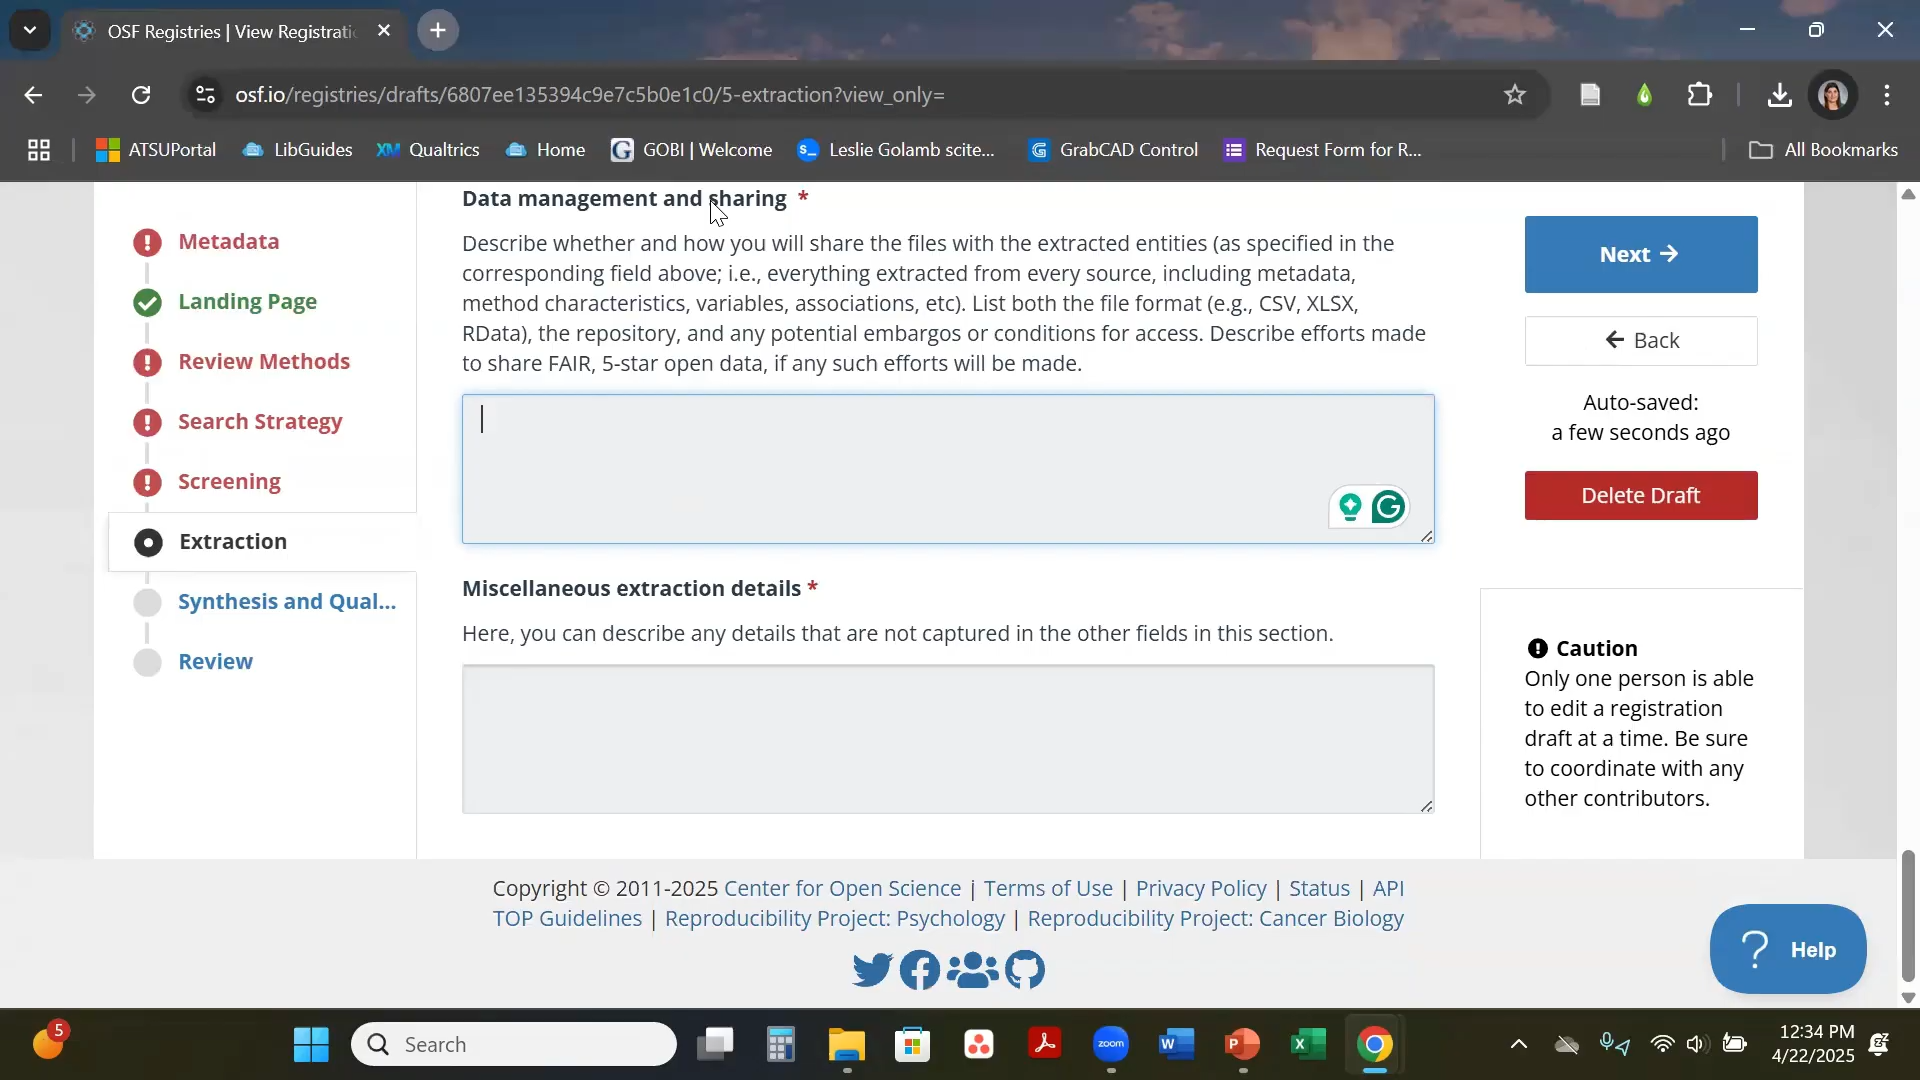 OSF Registries | View Registratio
osf.io/registries/drafts/6807ee135394c9e7c5b0e1c0/5-extraction?view_only=
ATSUPortal
LibGuides
XM Qualtrics
Home
G GOBI | Welcome
S_ Leslie Golamb scite...
G GrabCAD Control
Request Form for R...
All Bookmarks
Metadata
Landing Page
Review Methods
Search Strategy
Screening
Extraction
Synthesis and Qual...
Review
Data management and sharing *
Describe whether and how you will share the files with the extracted entities (as specified in the
corresponding field above; i.e., everything extracted from every source, including metadata,
method characteristics, variables, associations, etc). List both the file format (e.g., CSV, XLSX,
RData), the repository, and any potential embargos or conditions for access. Describe efforts made
to share FAIR, 5-star open data, if any such efforts will be made.
Miscellaneous extraction details *
Here, you can describe any details that are not captured in the other fields in this section.
Next →
← Back
Auto-saved:
a few seconds ago
Delete Draft
Caution
Only one person is able
to edit a registration
draft at a time. Be sure
to coordinate with any
other contributors.
Copyright © 2011-2025 Center for Open Science | Terms of Use | Privacy Policy | Status | API
TOP Guidelines | Reproducibility Project: Psychology | Reproducibility Project: Cancer Biology
? Help
5
Search
zoom
W
P
X
12:34 PM
4/22/2025